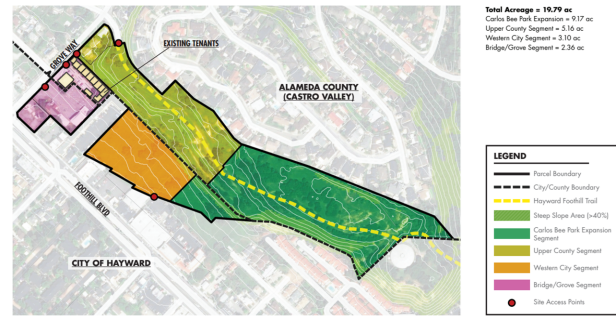 Total Acreage = 19.79 ac
Carlos Bee Park Expansion = 9.17 ac
Upper County Segment = 5.16 ac
Western City Segment = 3.10 ac
Bridge/Grove Segment = 2.36 ac
GROVE WAY
EXISTING TENANTS
ALAMEDA COUNTY
(CASTRO VALLEY)
FOOTHILL BLVD
CITY OF HAYWARD
LEGEND
Parcel Boundary
City/County Boundary
Hayward Foothill Trail
Steep Slope Area (>40%)
Carlos Bee Park Expansion
Segment
Upper County Segment
Western City Segment
Bridge/Grove Segment
Site Access Points